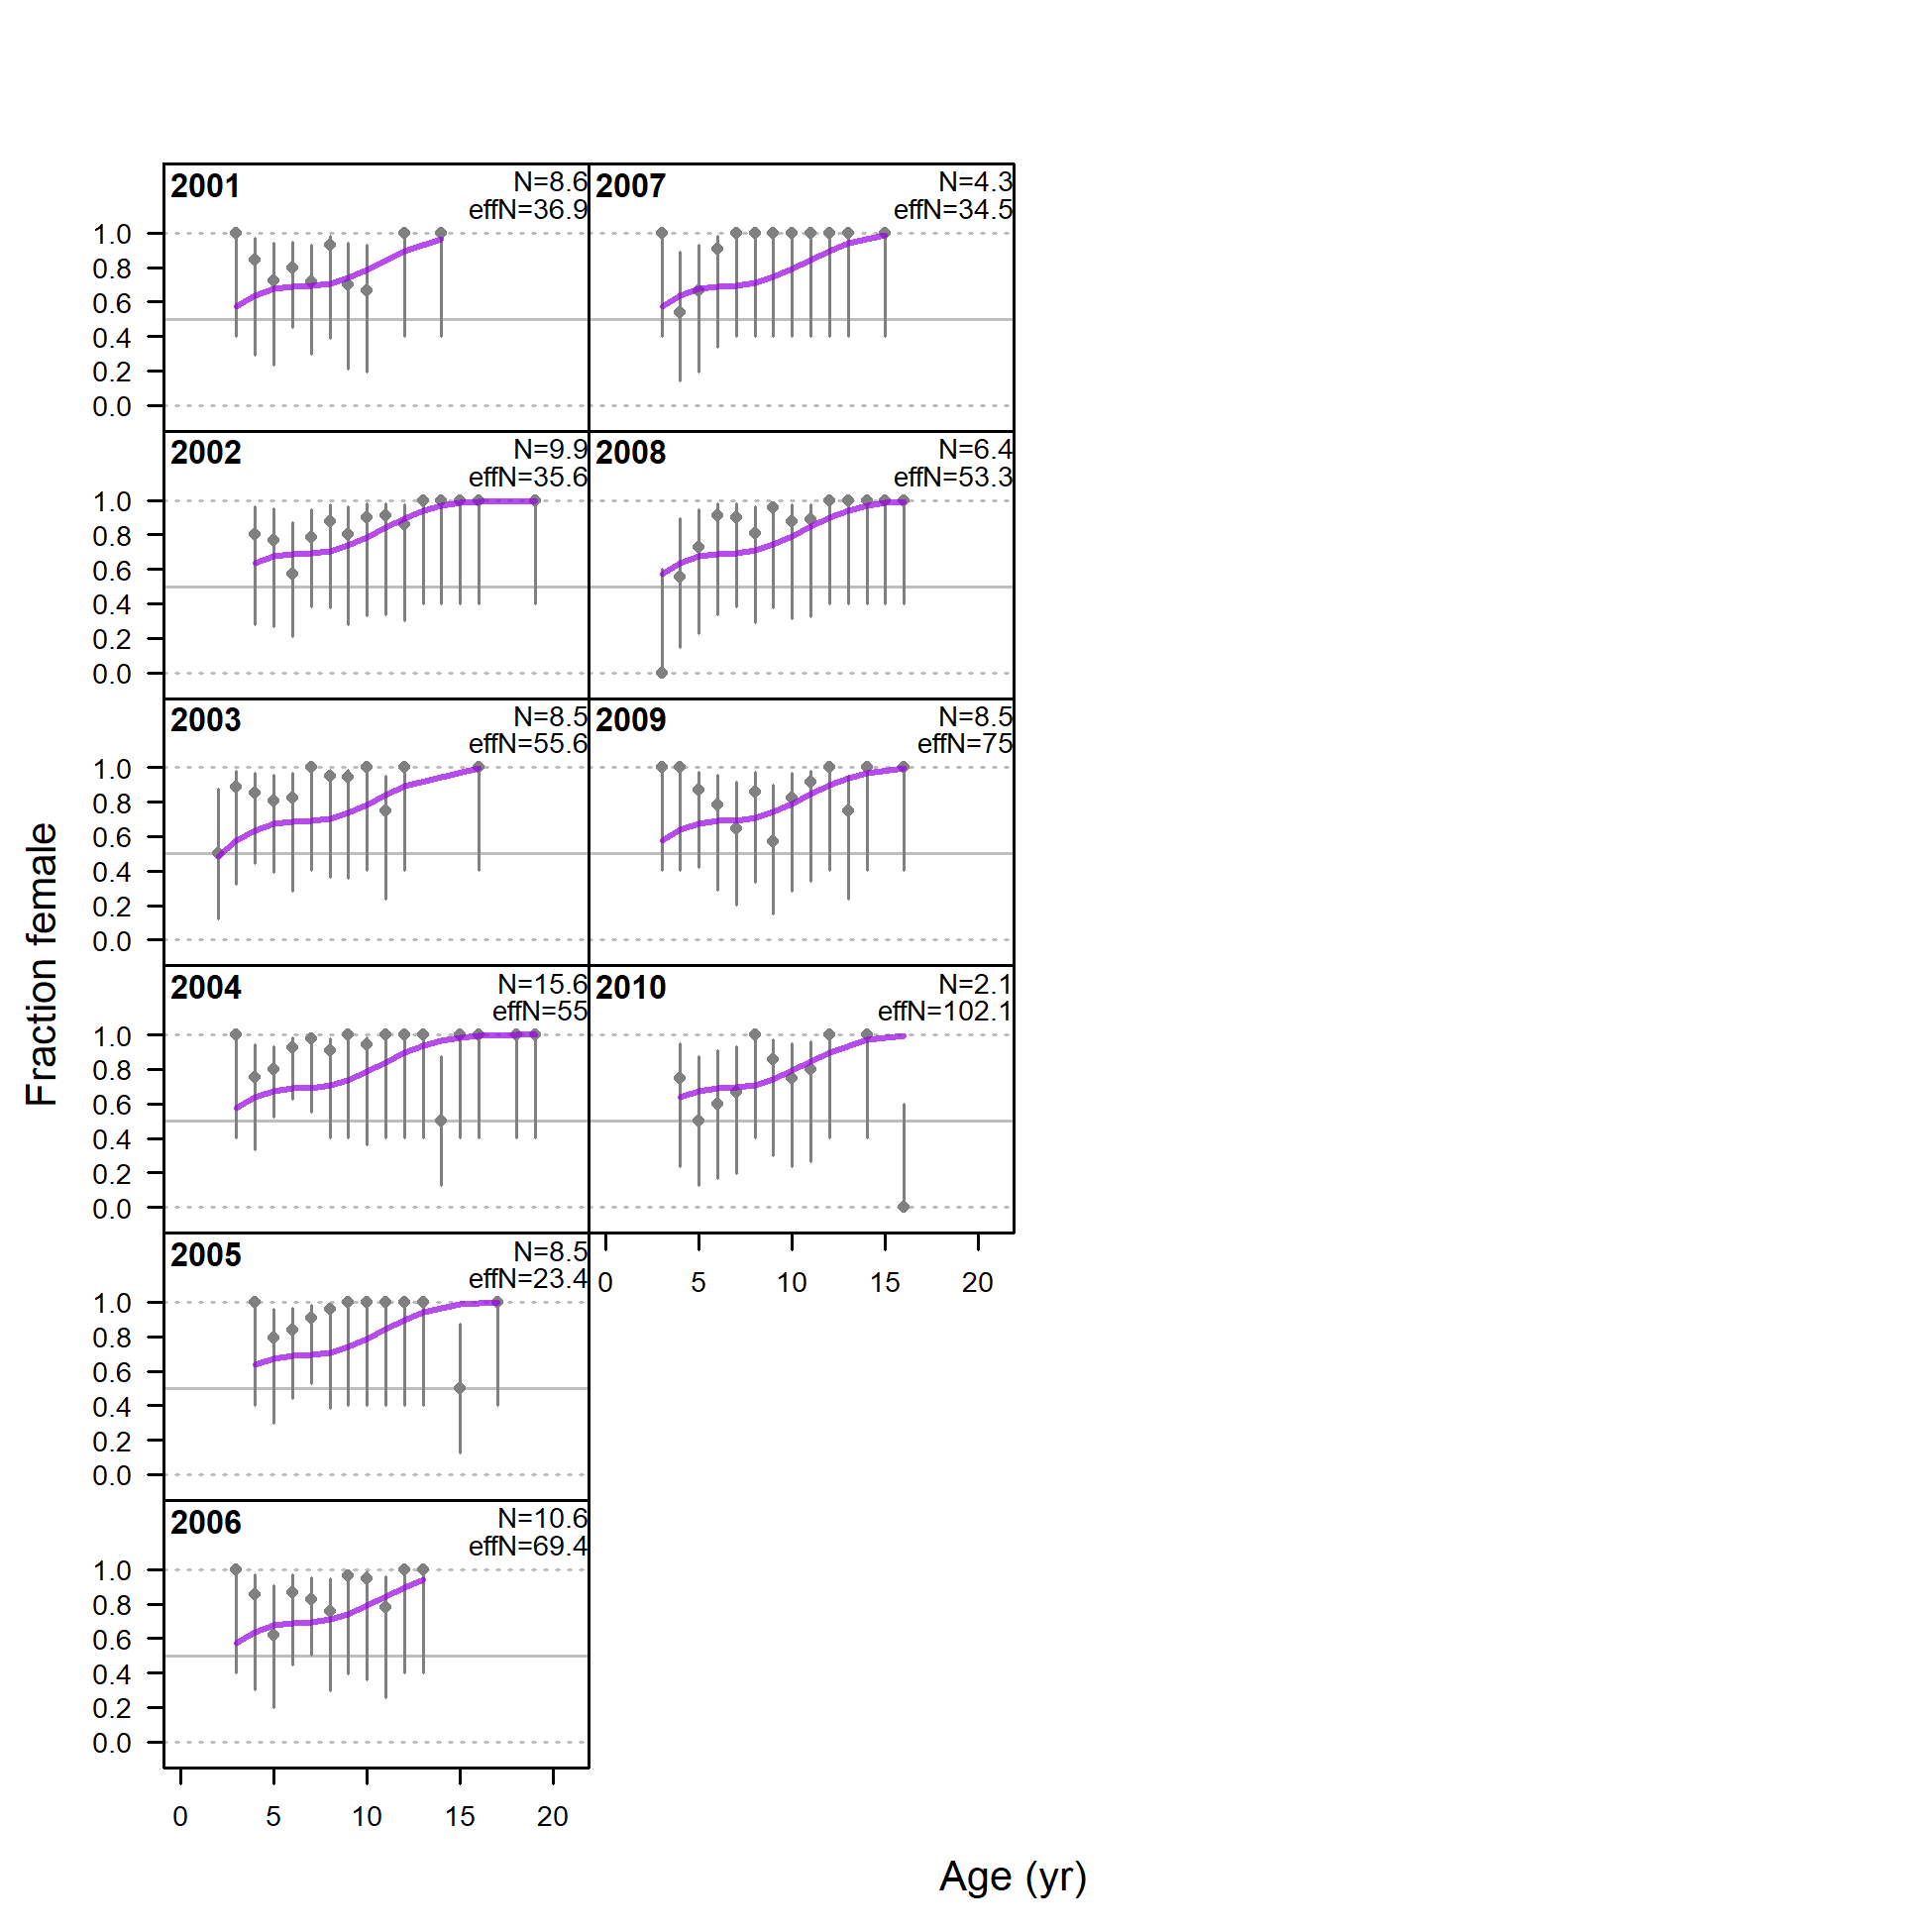 2001
N=8.6
effN=36.9
1.0
0.8
0.6
0.4
0.2
0.0
2007
N=4.3
effN=34.5
2002
N=9.9
effN=35.6
1.0
0.8
0.6
0.4
0.2
0.0
2008
N=6.4
effN=53.3
2003
N=8.5
effN=55.6
1.0
0.8
0.6
0.4
0.2
0.0
2009
N=8.5
effN=75
2004
N=15.6
effN=55
1.0
0.8
0.6
0.4
0.2
0.0
2010
N=2.1
effN=102.1
0 5 10 15 20
2005
N=8.5
effN=23.4
1.0
0.8
0.6
0.4
0.2
0.0
2006
N=10.6
effN=69.4
1.0
0.8
0.6
0.4
0.2
0.0
0 5 10 15 20
Fraction female
Age (yr)